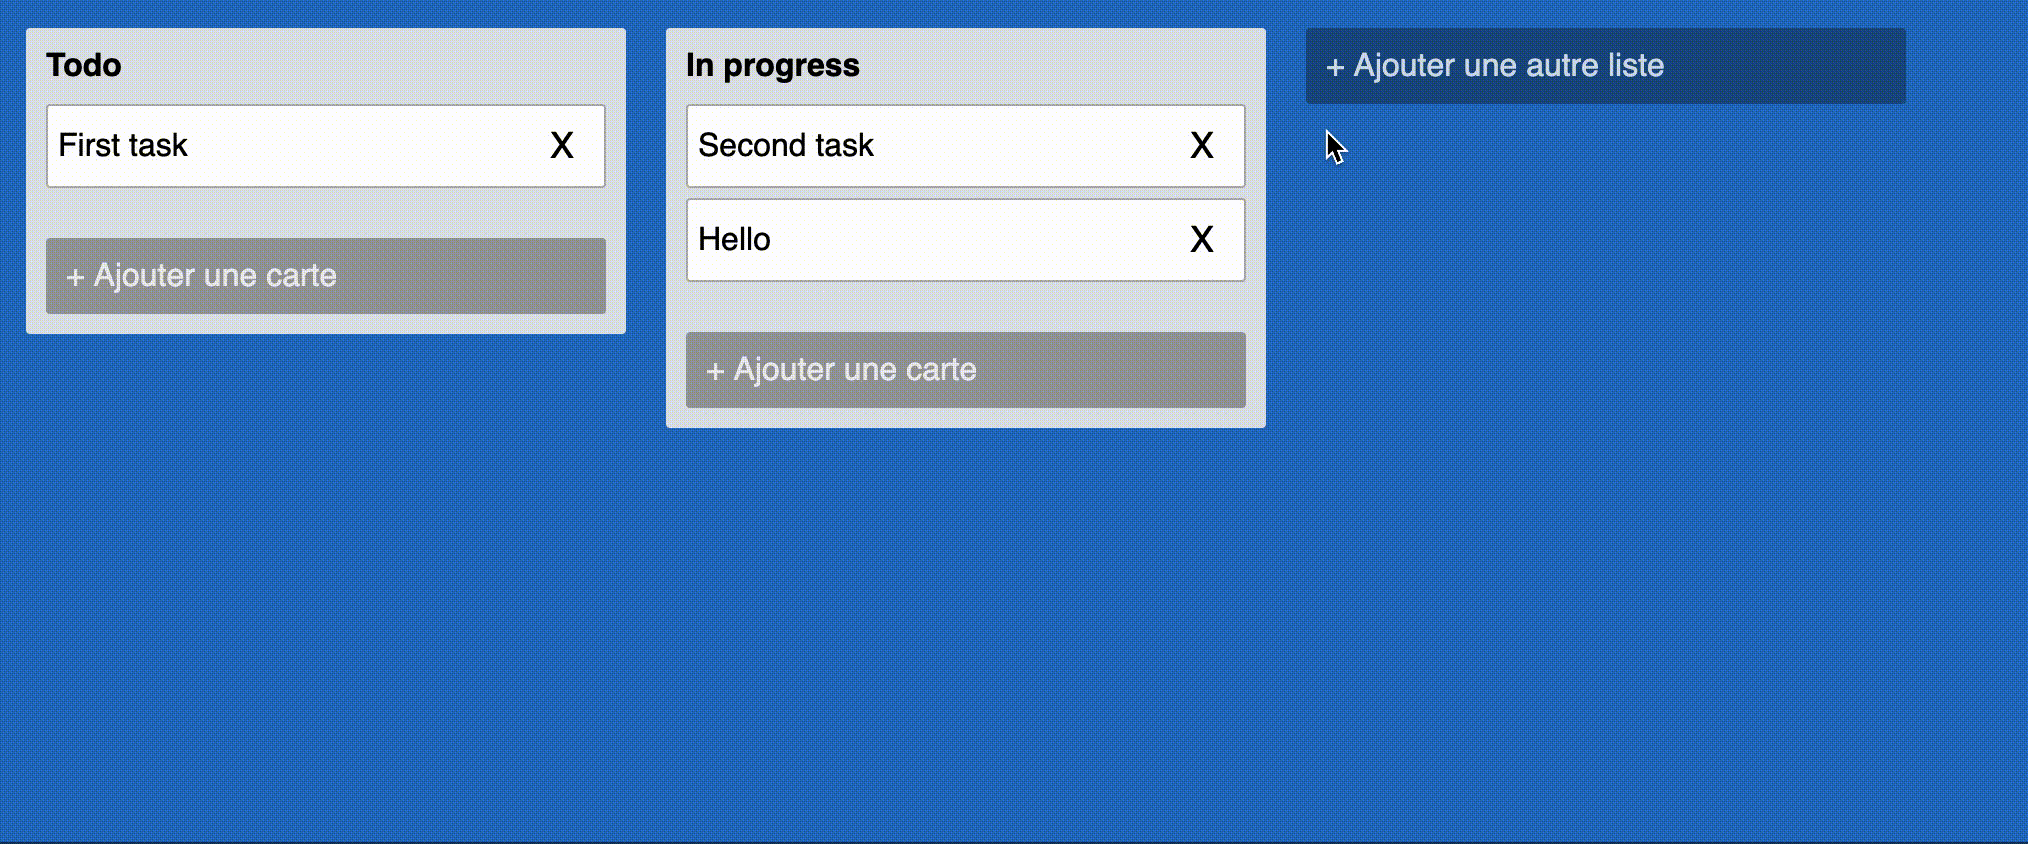 Todo
First task X
+ Ajouter une carte
In progress
Second task X
Hello X
+ Ajouter une carte
+ Ajouter une autre liste